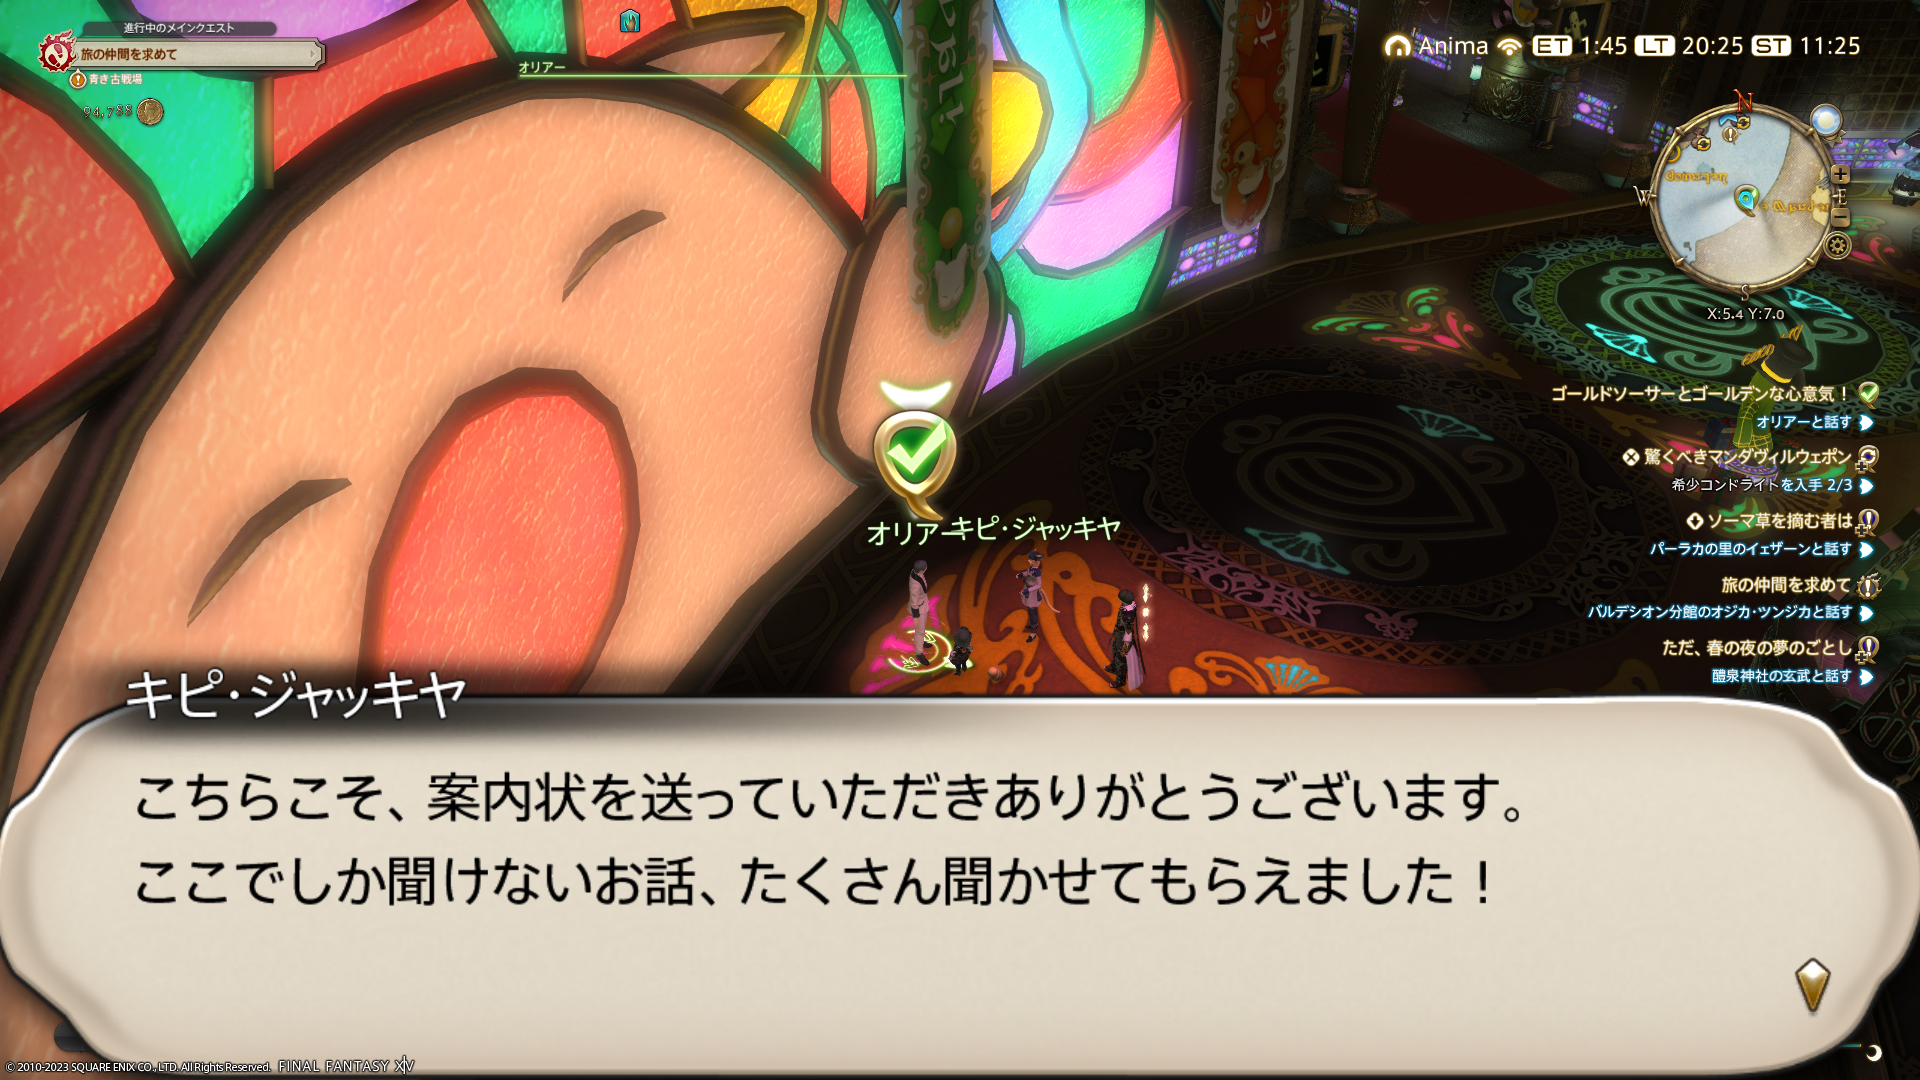 進行中のメインクエスト
旅の仲間を求めて
青き古戦場
94,788
オリアー
Anima ET 1:45 LT 20:25 ST 11:25
N
W
E
S
X:5.4 Y:7.0
ゴールドソーサーとゴールデンな心意気！
オリアーと話す
驚くべきマンダヴィルウェポン
希少コンドライトを入手 2/3
ソーマ草を摘む者は
パーラカの里のイェザーンと話す
旅の仲間を求めて
バルデシオン分館のオジカ・ツンジカと話す
ただ、春の夜の夢のごとし
醴泉神社の玄武と話す
オリアー
キピ・ジャッキヤ
キピ・ジャッキヤ
こちらこそ、案内状を送っていただきありがとうございます。
ここでしか聞けないお話、たくさん聞かせてもらえました！
© 2010-2023 SQUARE ENIX CO., LTD. All Rights Reserved. FINAL FANTASY XIV